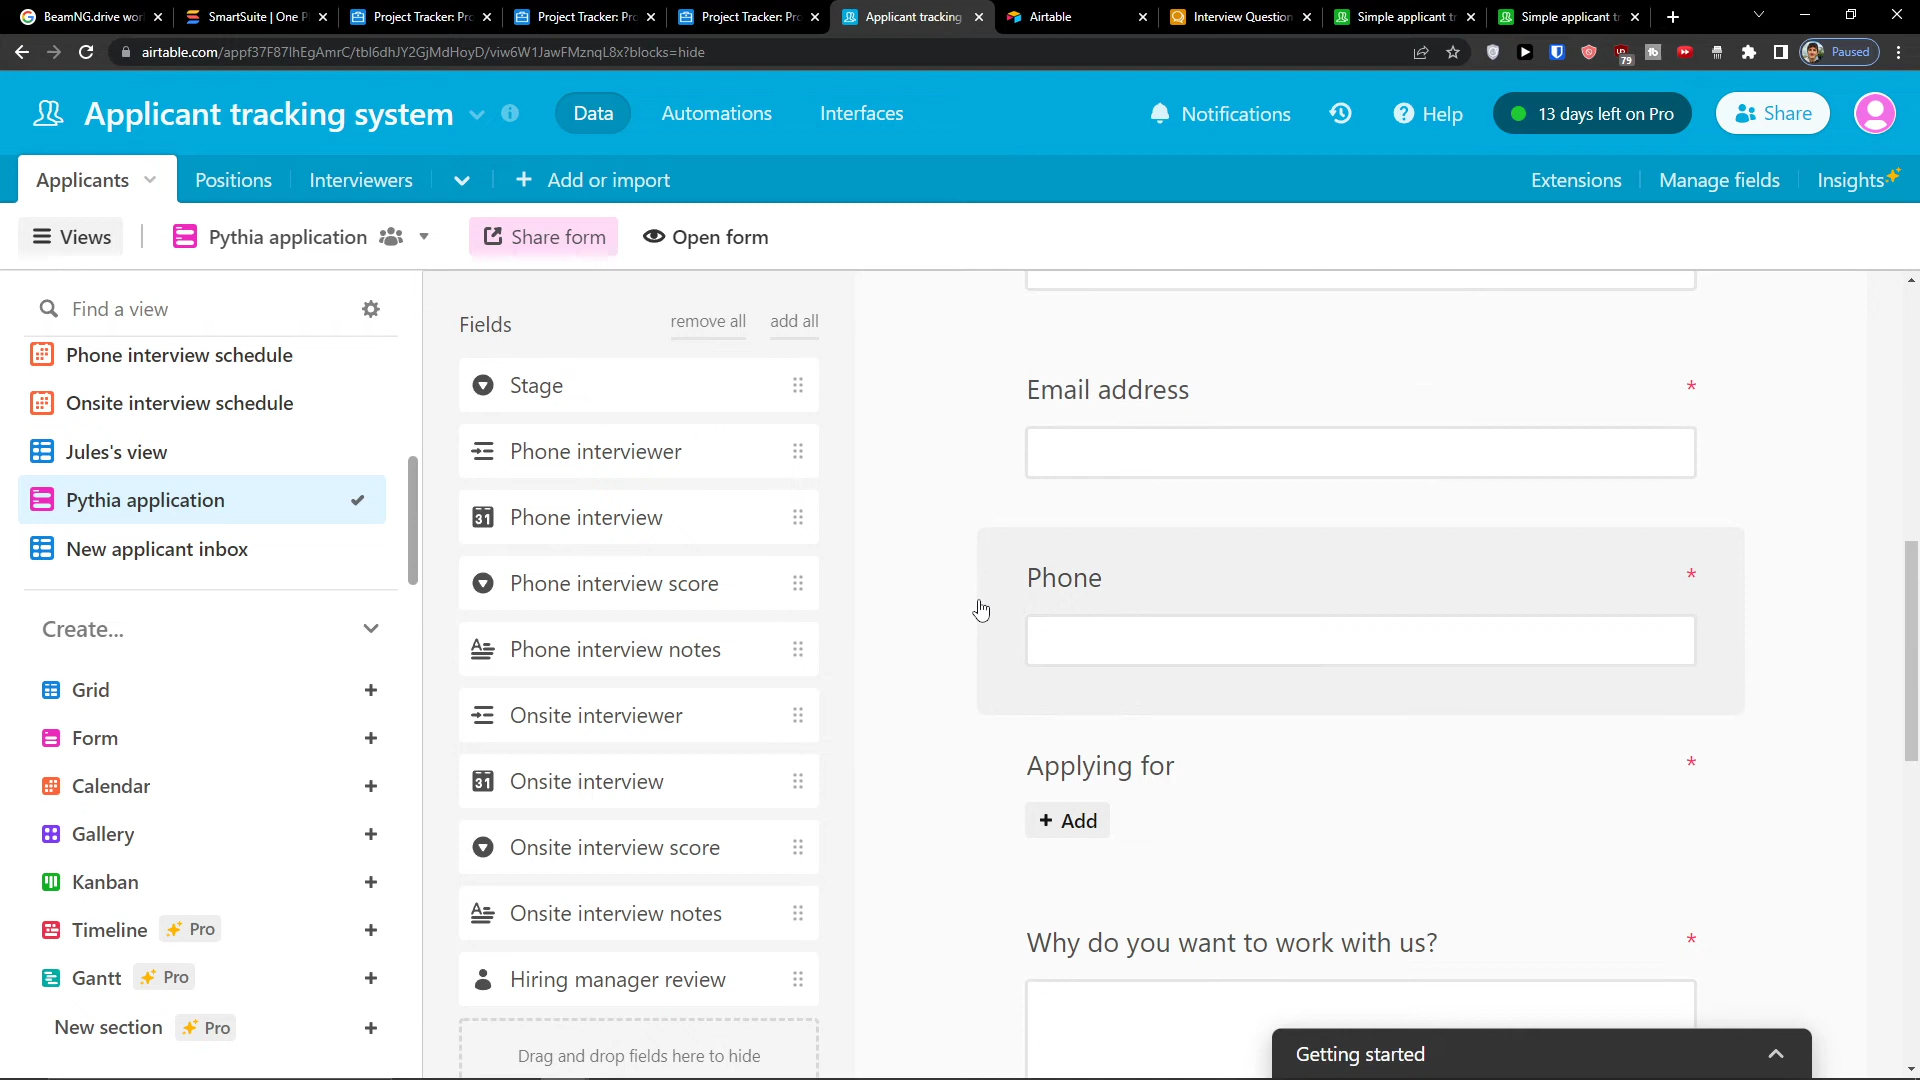 BeamNG.drive wor
SmartSuite | One P
Project Tracker: Pr
Project Tracker: Pr
Project Tracker: Pr
Applicant tracking
Airtable
Interview Question
Simple applicant t
Simple applicant t
airtable.com/appf37F87IhEgAmrC/tbl6dhJY2GjMdHoyD/viw6W1JawFMznqL8x?blocks=hide
79
Paused
Applicant tracking system
Data
Automations
Interfaces
Notifications
Help
13 days left on Pro
Share
Applicants
Positions
Interviewers
+ Add or import
Extensions
Manage fields
Insights
Views
Pythia application
Share form
Open form
Find a view
Phone interview schedule
Onsite interview schedule
Jules's view
Pythia application
New applicant inbox
Create...
Grid +
Form +
Calendar +
Gallery +
Kanban +
Timeline Pro +
Gantt Pro +
New section Pro +
Fields
remove all
add all
Stage
Phone interviewer
31 Phone interview
Phone interview score
Phone interview notes
Onsite interviewer
31 Onsite interview
Onsite interview score
Onsite interview notes
Hiring manager review
Drag and drop fields here to hide
Email address *
Phone *
Applying for *
+ Add
Why do you want to work with us? *
Getting started